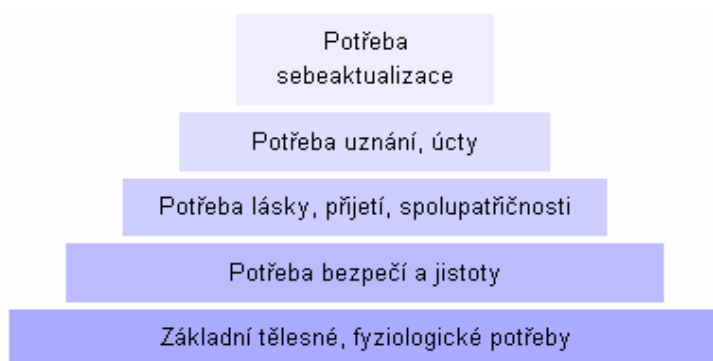 Potřeba
sebeaktualizace
Potřeba uznání, úcty
Potřeba lásky, přijetí, spolupatřičnosti
Potřeba bezpečí a jistoty
Základní tělesné, fyziologické potřeby